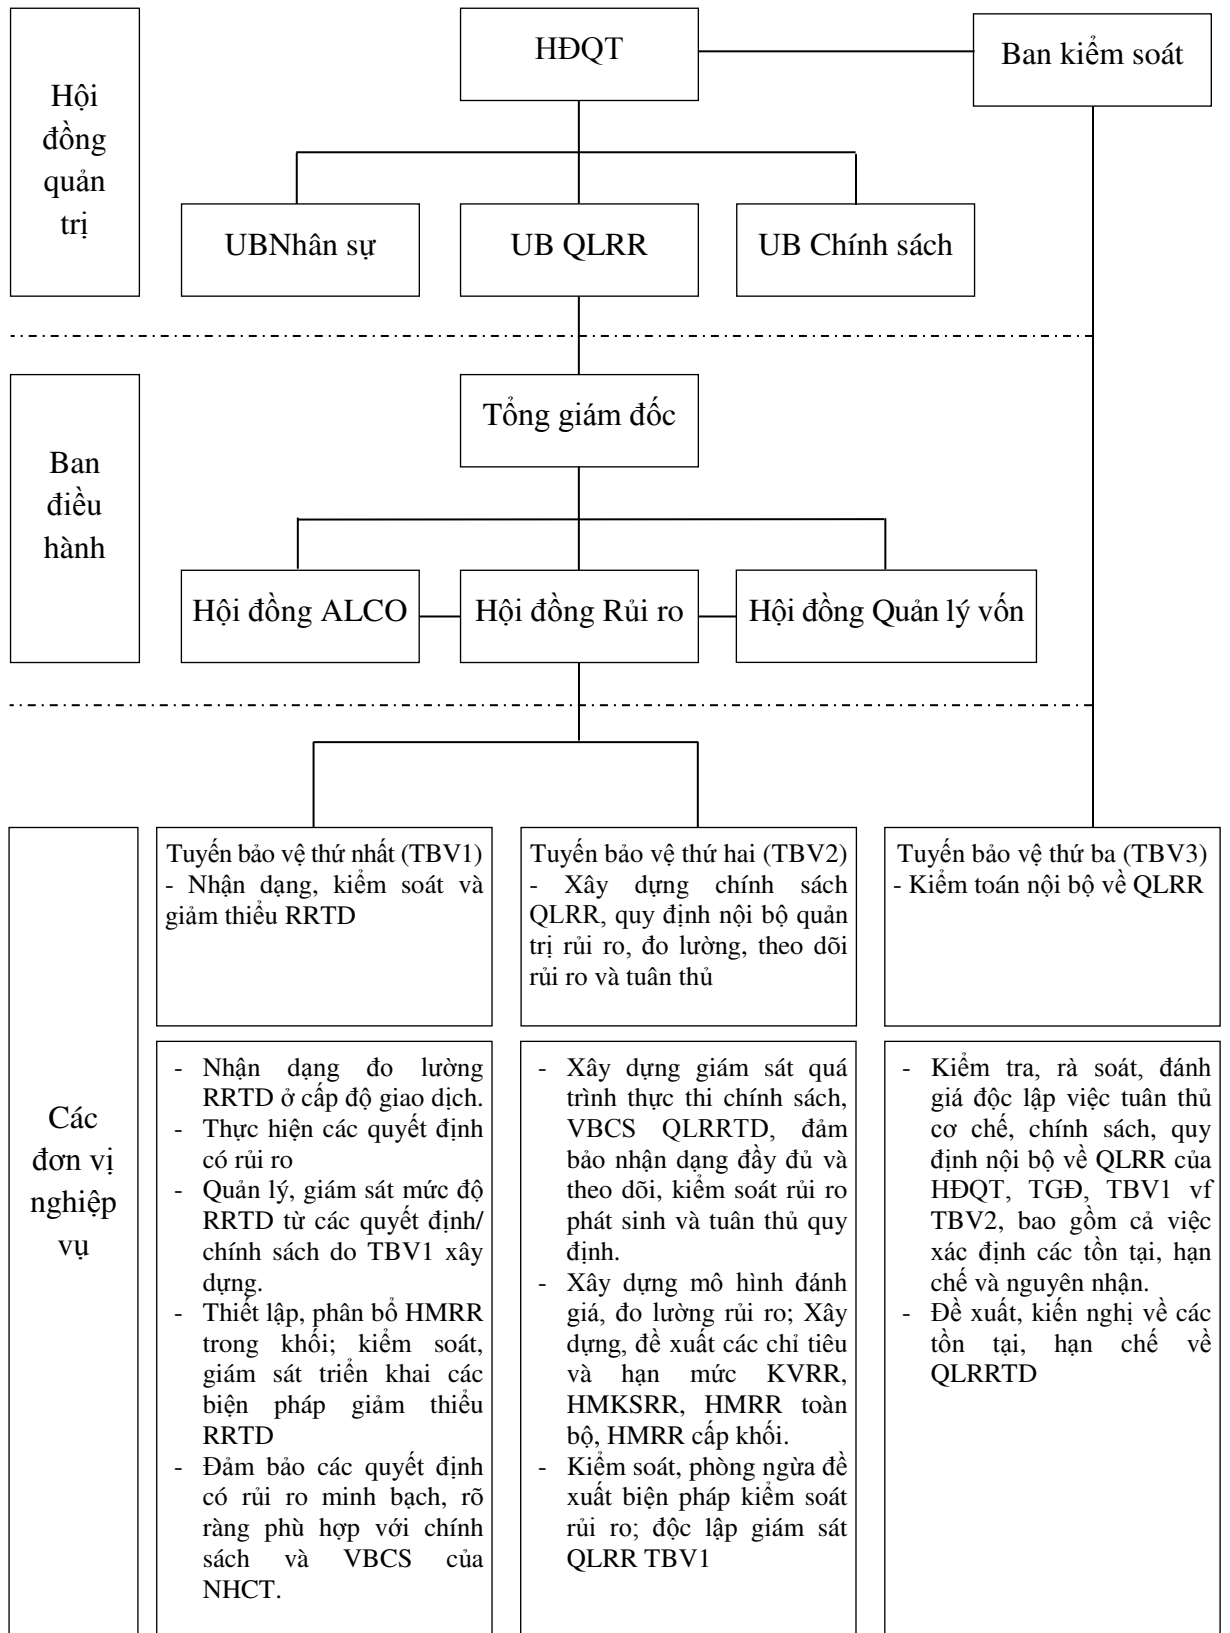 HĐQT
Ban kiểm soát
Hội
đồng
quản
trị
UBNhân sự
UB QLRR
UB Chính sách
Tổng giám đốc
Ban
điều
hành
Hội đồng ALCO
Hội đồng Rủi ro
Hội đồng Quản lý vốn
Tuyến bảo vệ thứ nhất (TBV1)
- Nhận dạng, kiểm soát và
giảm thiểu RRTD
Tuyến bảo vệ thứ hai (TBV2)
- Xây dựng chính sách
QLRR, quy định nội bộ quản
trị rủi ro, đo lường, theo dõi
rủi ro và tuân thủ
Tuyến bảo vệ thứ ba (TBV3)
- Kiểm toán nội bộ về QLRR
Các
đơn vị
nghiệp
vụ
- Nhận dạng đo lường
RRTD ở cấp độ giao dịch.
- Thực hiện các quyết định
có rủi ro
- Quản lý, giám sát mức độ
RRTD từ các quyết định/
chính sách do TBV1 xây
dựng.
- Thiết lập, phân bổ HMRR
trong khối; kiểm soát,
giám sát triển khai các
biện pháp giảm thiểu
RRTD
- Đảm bảo các quyết định
có rủi ro minh bạch, rõ
ràng phù hợp với chính
sách và VBCS của
NHCT.
- Xây dựng giám sát quá
trình thực thi chính sách,
VBCS QLRRTD, đảm
bảo nhận dạng đầy đủ và
theo dõi, kiểm soát rủi ro
phát sinh và tuân thủ quy
định.
- Xây dựng mô hình đánh
giá, đo lường rủi ro; Xây
dựng, đề xuất các chỉ tiêu
và hạn mức KVRR,
HMKSRR, HMRR toàn
bộ, HMRR cấp khối.
- Kiểm soát, phòng ngừa đề
xuất biện pháp kiểm soát
rủi ro; độc lập giám sát
QLRR TBV1
- Kiểm tra, rà soát, đánh
giá độc lập việc tuân thủ
cơ chế, chính sách, quy
định nội bộ về QLRR của
HĐQT, TGĐ, TBV1 vf
TBV2, bao gồm cả việc
xác định các tồn tại, hạn
chế và nguyên nhận.
- Đề xuất, kiến nghị về các
tồn tại, hạn chế về
QLRRTD